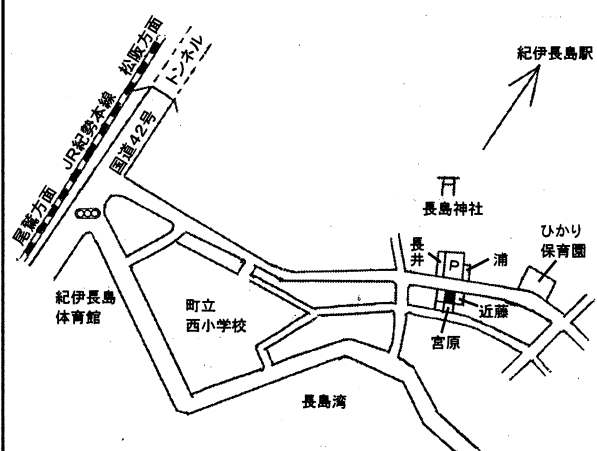 松阪方面
トンネル
紀伊長島駅
JR紀勢本線
国道42号
尾鷲方面
長島神社
ひかり
保育園
長井
P
浦
紀伊長島
体育館
町立
西小学校
近藤
宮原
長島湾